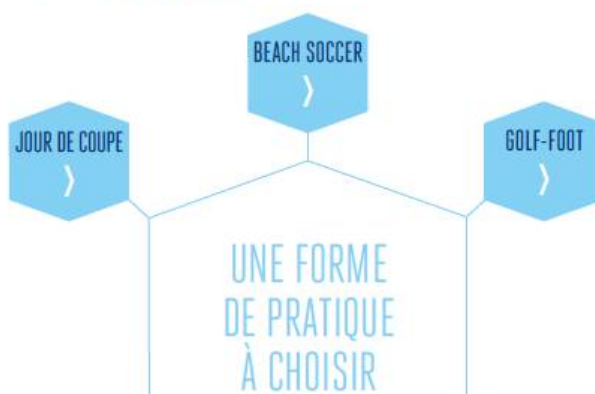 BEACH SOCCER
JOUR DE COUPE
GOLF-FOOT
UNE FORME
DE PRATIQUE
À CHOISIR